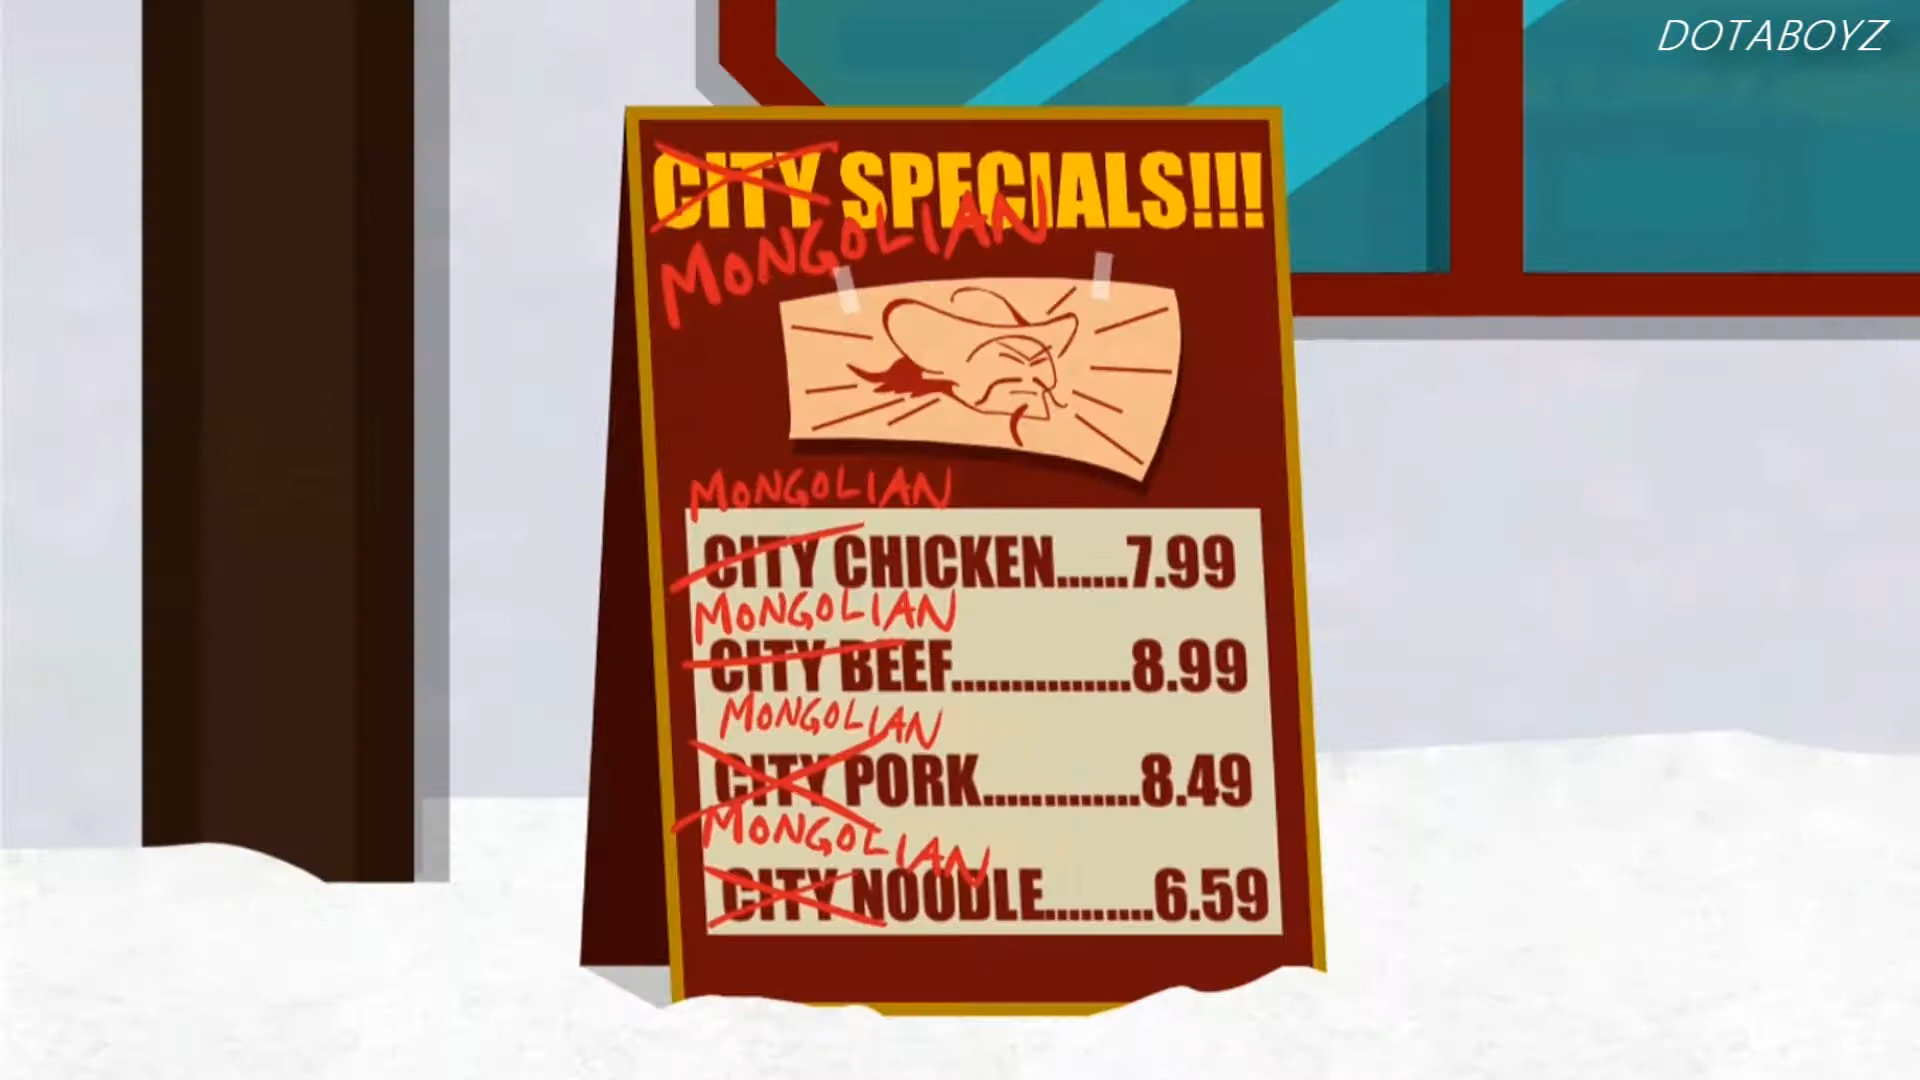 DOTABOYZ
CITY SPECIALS!!!
MONGOLIAN
MONGOLIAN
CITY CHICKEN......7.99
MONGOLIAN
CITY BEEF...............8.99
MONGOLIAN
CITY PORK.............8.49
MONGOLIAN
CITY NOODLE.........6.59